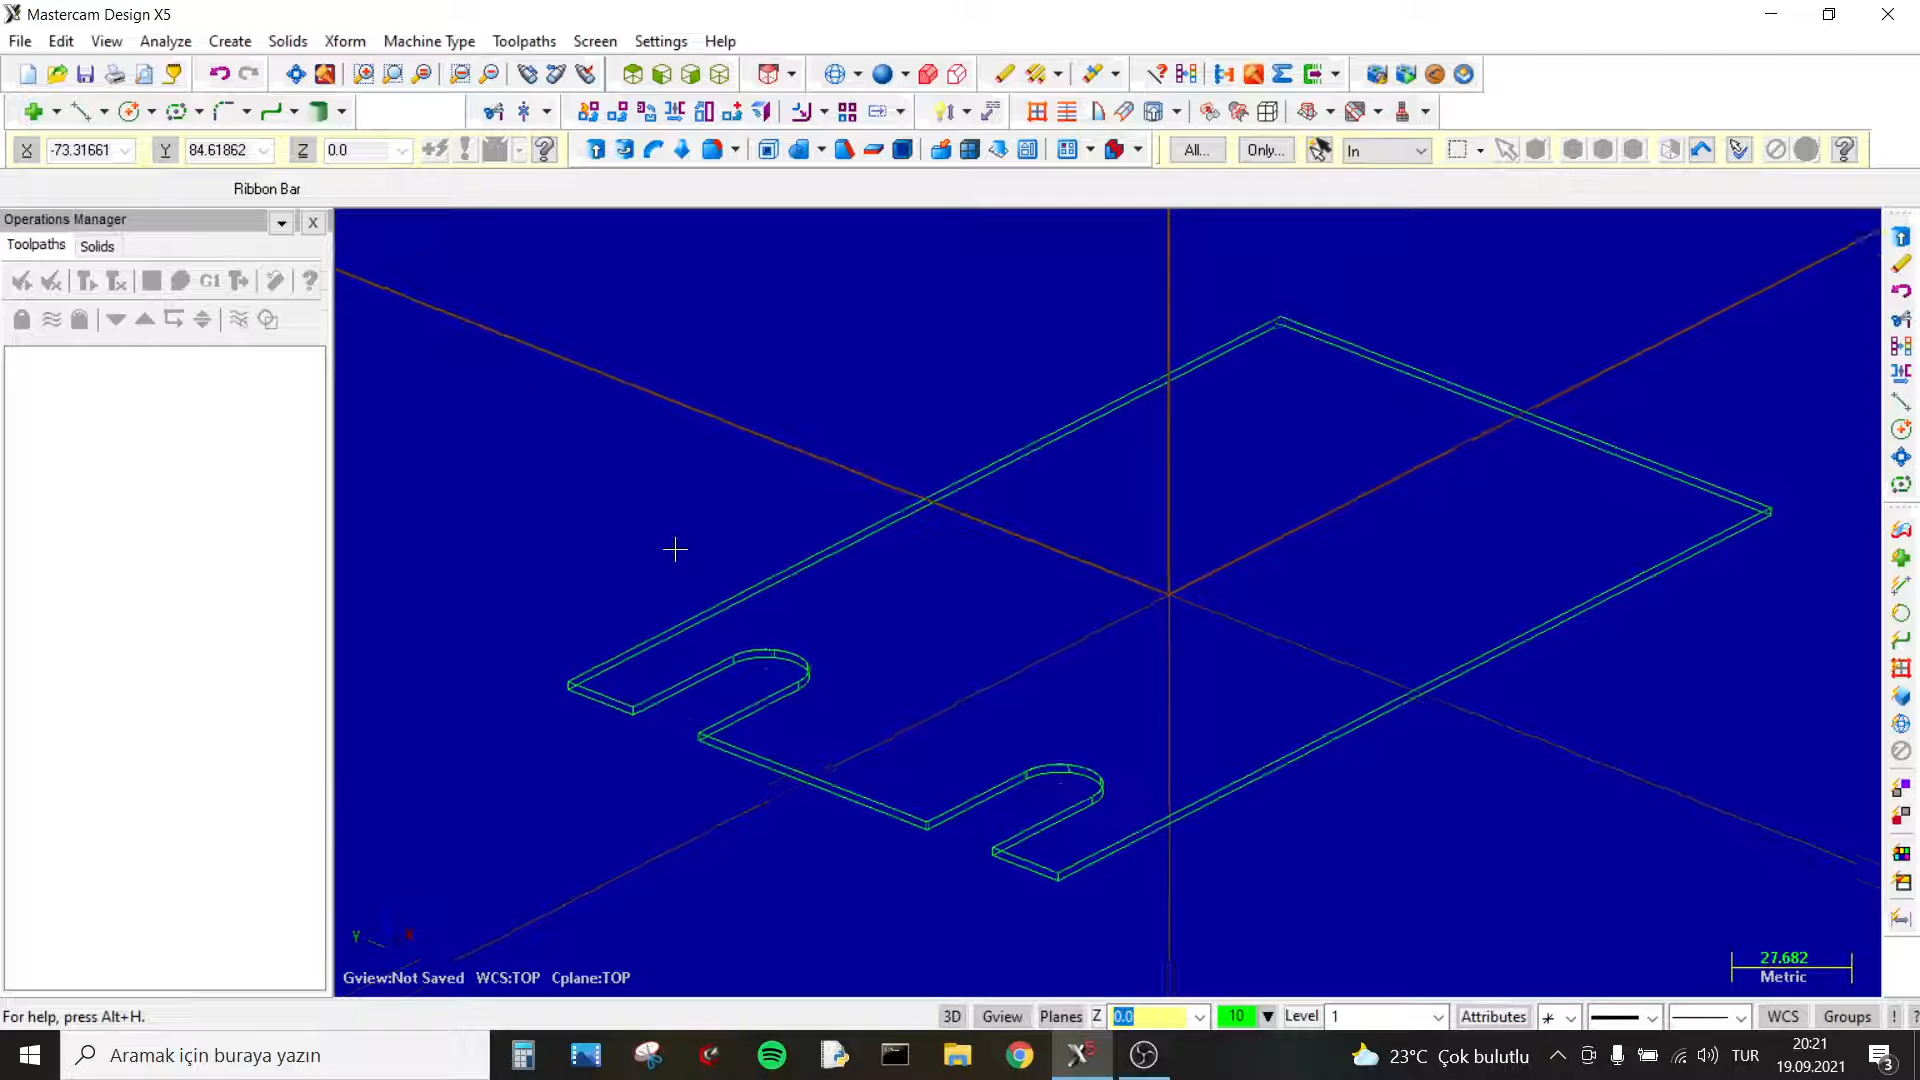 Mastercam Design X5
File Edit View Analyze Create Solids Xform Machine Type Toolpaths Screen Settings Help
X -73.31661 Y 84.61862 Z 0.0 All... Only... In
Ribbon Bar
Operations Manager X
Toolpaths Solids
G1
Y X
27.682
Metric
Gview:Not Saved WCS:TOP Cplane:TOP
For help, press Alt+H. 3D Gview Planes Z 0.0 10 Level 1 Attributes WCS Groups ! ?
Aramak için buraya yazın 23°C Çok bulutlu TUR 20:21
19.09.2021 3